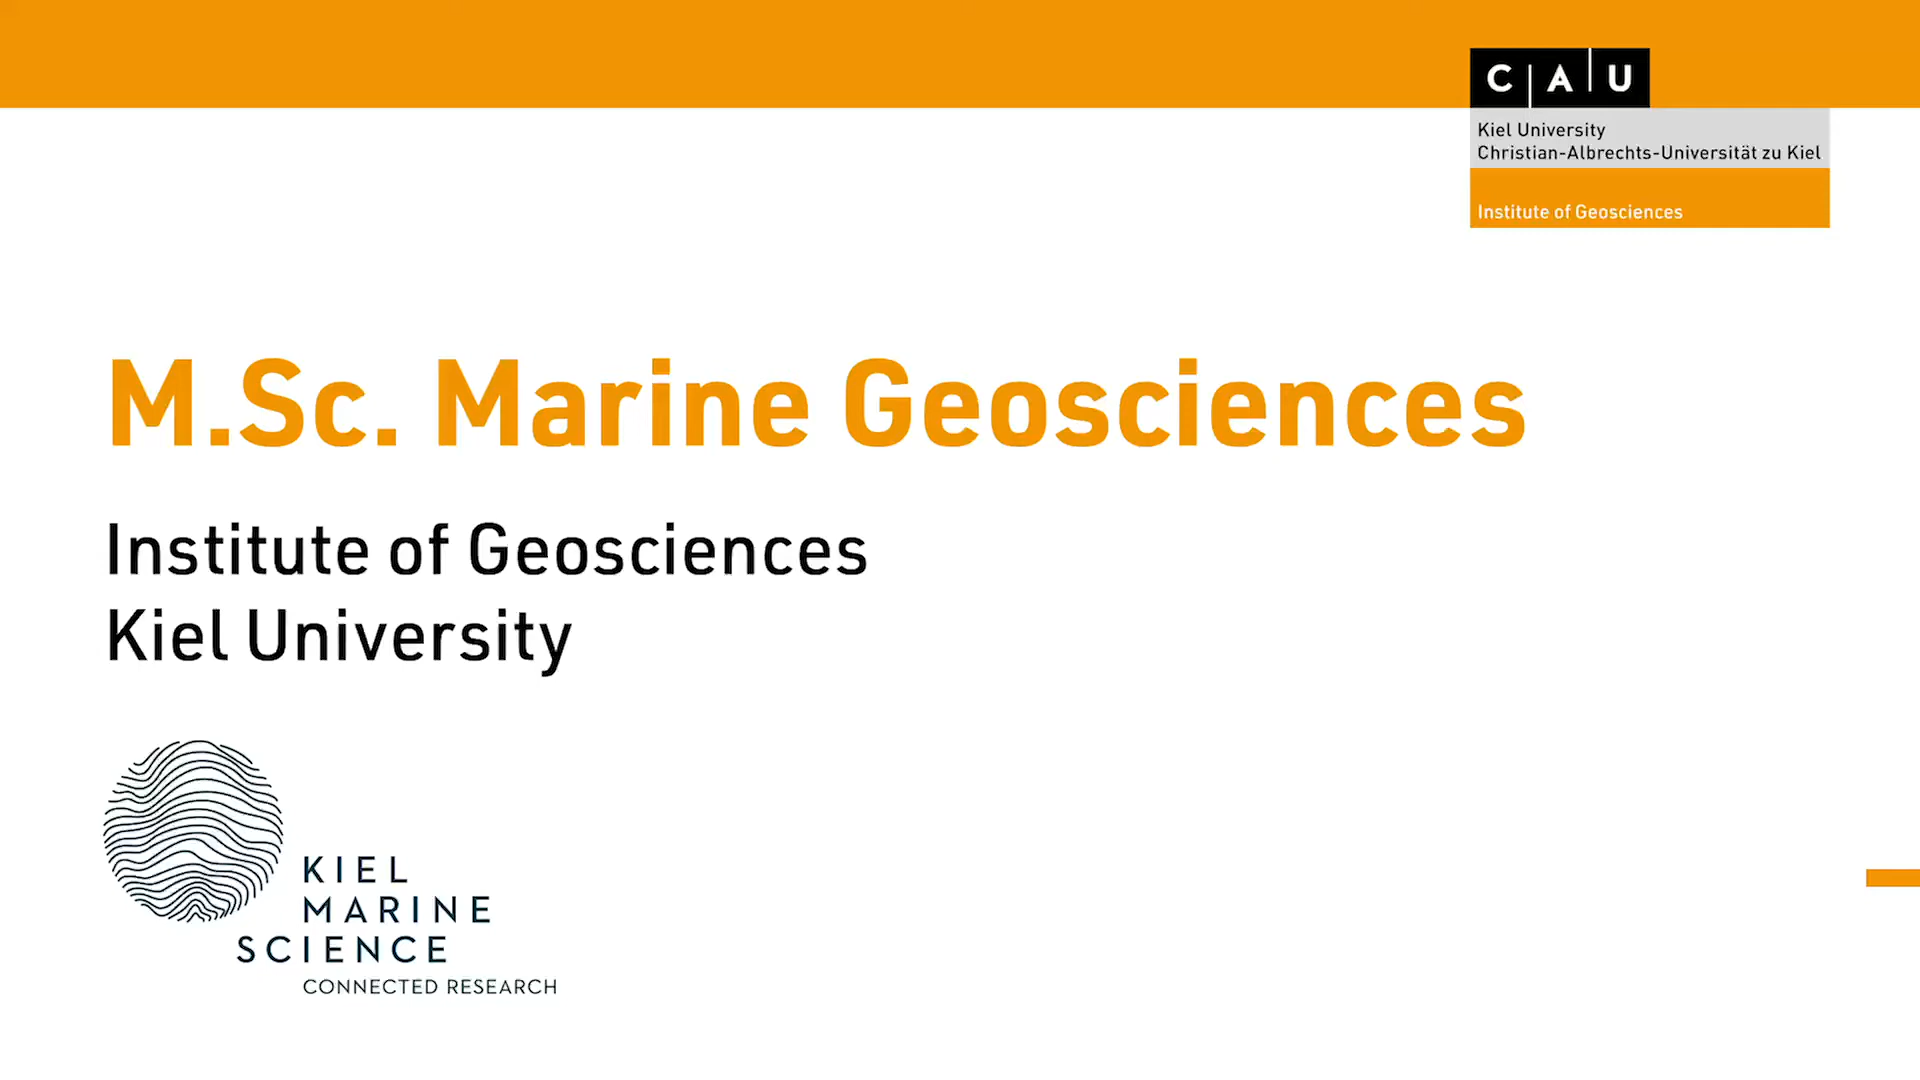 CAU
Kiel University
Christian-Albrechts-Universität zu Kiel
Institute of Geosciences
M.Sc. Marine Geosciences
Institute of Geosciences
Kiel University
KIEL
MARINE
SCIENCE
CONNECTED RESEARCH